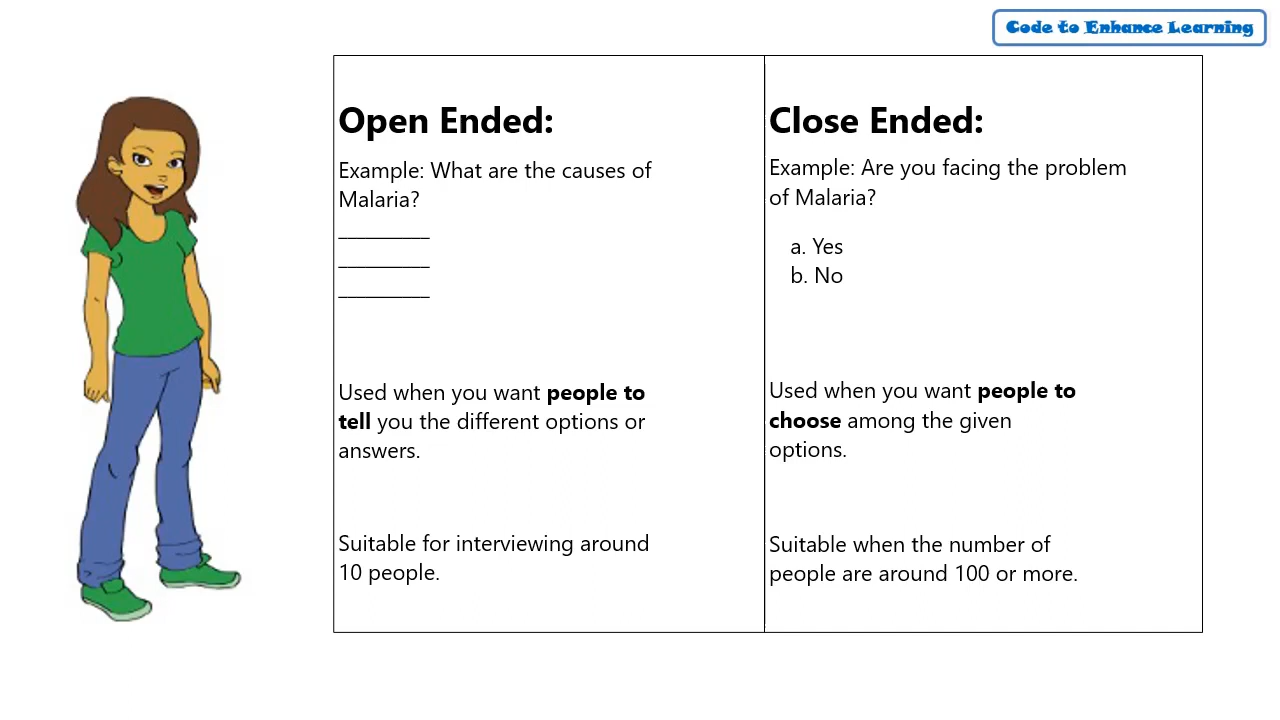 Code to Enhance Learning
Open Ended:
Example: What are the causes of
Malaria?
_________
_________
_________
Used when you want people to
tell you the different options or
answers.
Suitable for interviewing around
10 people.
Close Ended:
Example: Are you facing the problem
of Malaria?
a. Yes
b. No
Used when you want people to
choose among the given
options.
Suitable when the number of
people are around 100 or more.